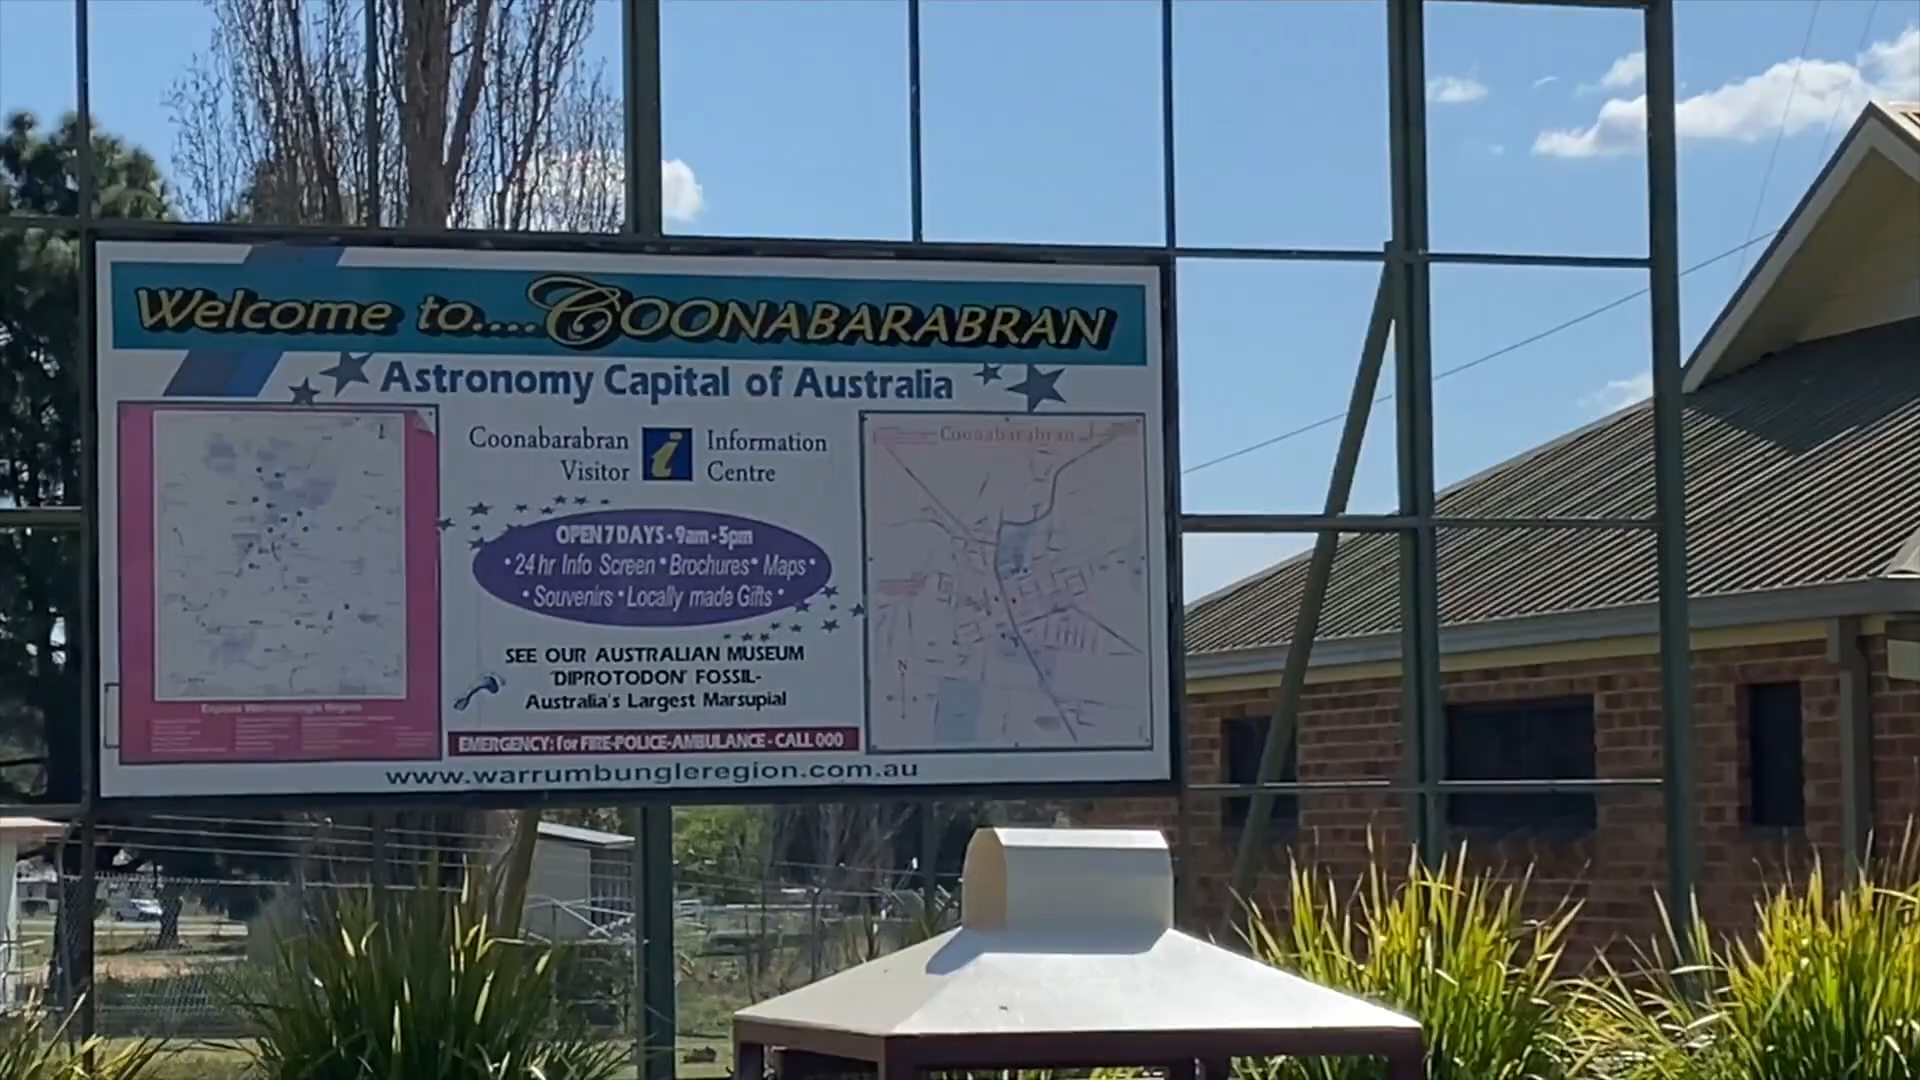 Welcome to....COONABARABRAN
Astronomy Capital of Australia
Coonabarabran i Information
Visitor Centre
OPEN 7 DAYS - 9am - 5pm
• 24 hr Info Screen • Brochures • Maps •
• Souvenirs • Locally made Gifts •
SEE OUR AUSTRALIAN MUSEUM
'DIPROTODON' FOSSIL-
Australia's Largest Marsupial
EMERGENCY: for FIRE-POLICE-AMBULANCE - CALL 000
www.warrumbungleregion.com.au
Coonabarabran
N